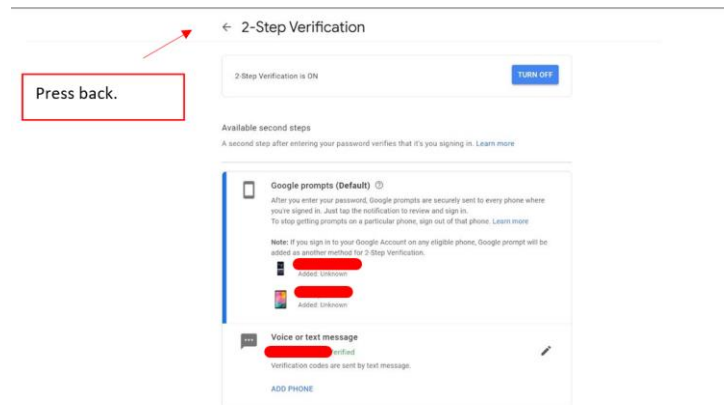 ← 2-Step Verification
Press back.
2-Step Verification is ON
TURN OFF
Available second steps
A second step after entering your password verifies that it's you signing in. Learn more
Google prompts (Default)
After you enter your password, Google prompts are securely sent to every phone where
you're signed in. Just tap the notification to review and sign in.
To stop getting prompts on a particular phone, sign out of that phone. Learn more
Note: If you sign in to your Google Account on any eligible phone, Google prompt will be
added as another method for 2-Step Verification.
Added: Unknown
Added: Unknown
Voice or text message
erified
Verification codes are sent by text message.
ADD PHONE